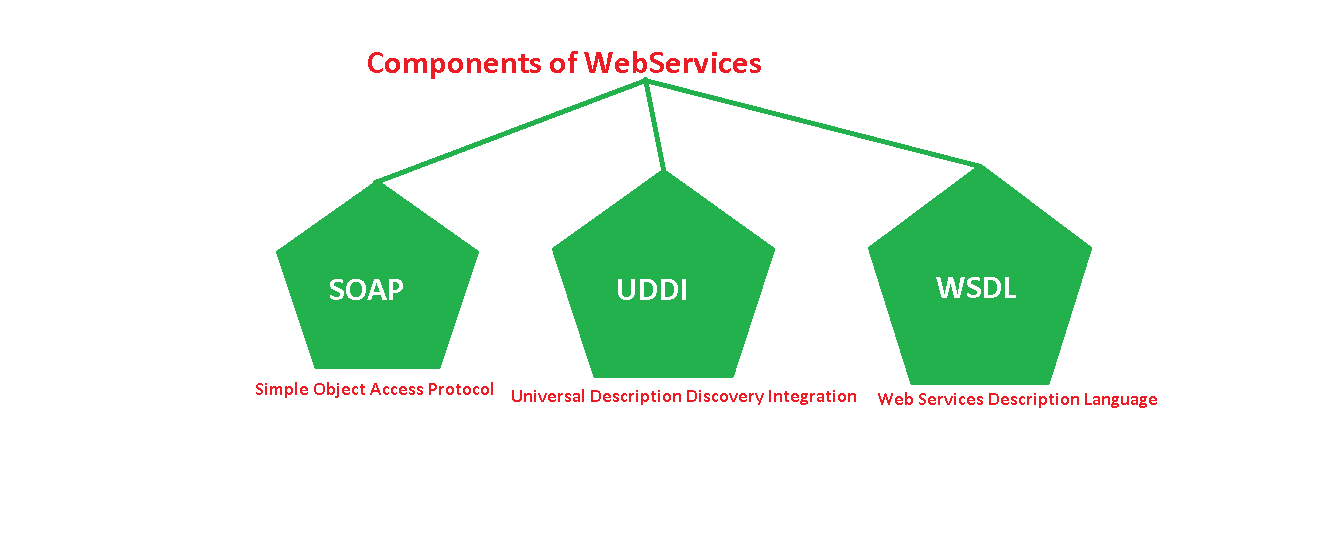 Components of WebServices
SOAP
UDDI
WSDL
Simple Object Access Protocol
Universal Description Discovery Integration
Web Services Description Language